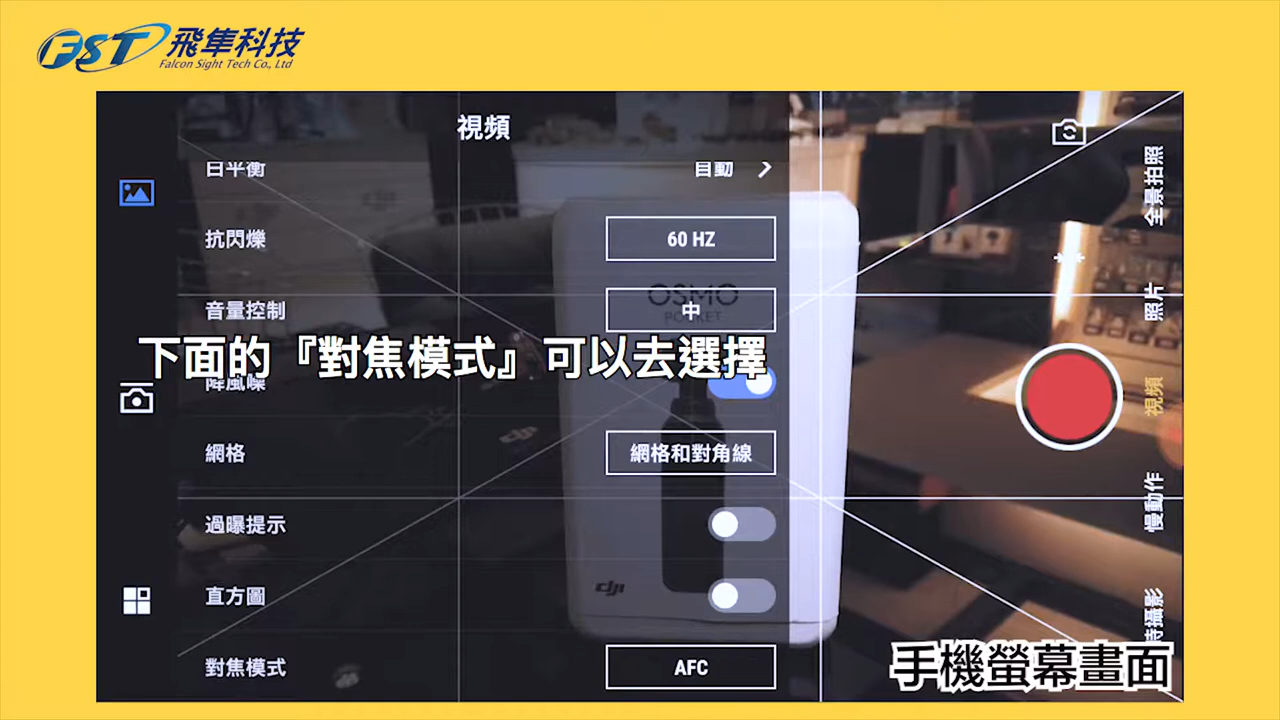 FST 飛隼科技
Falcon Sight Tech Co., Ltd
視頻
白平衡 自動
抗閃爍 60 HZ
OSMO
POCKET
音量控制 中
下面的『對焦模式』可以去選擇
降風噪
網格 網格和對角線
過曝提示
直方圖
dji
對焦模式 AFC
全景拍照
照片
視頻
慢動作
時攝影
手機螢幕畫面